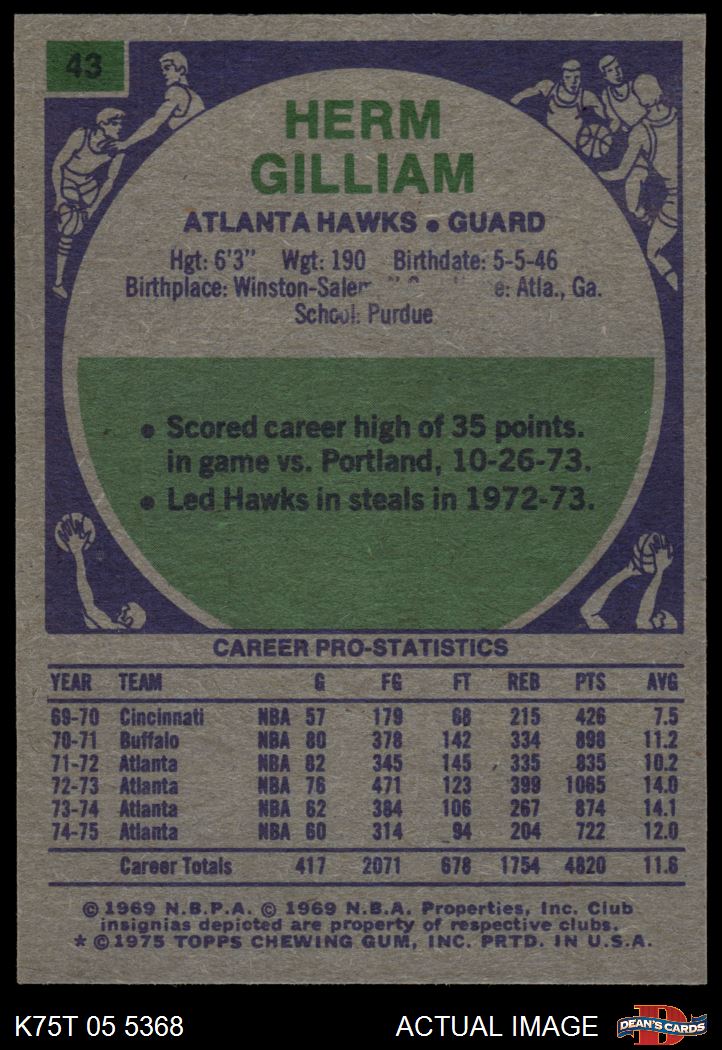 43
HERM
GILLIAM
ATLANTA HAWKS • GUARD
Hgt: 6'3" Wgt: 190 Birthdate: 5-5-46
Birthplace: Winston-Salem Atla., Ga.
School: Purdue
• Scored career high of 35 points.
in game vs. Portland, 10-26-73.
• Led Hawks in steals in 1972-73.
CAREER PRO-STATISTICS
YEAR TEAM G FG FT REB PTS AVG
69-70 Cincinnati NBA 57 179 68 215 426 7.5
70-71 Buffalo NBA 80 378 142 334 898 11.2
71-72 Atlanta NBA 82 345 145 335 835 10.2
72-73 Atlanta NBA 76 471 123 399 1065 14.0
73-74 Atlanta NBA 62 384 106 267 874 14.1
74-75 Atlanta NBA 60 314 94 204 722 12.0
Career Totals 417 2071 678 1754 4820 11.6
© 1969 N.B.P.A. © 1969 N.B.A. Properties, Inc. Club
insignias depicted are property of respective clubs.
* © 1975 TOPPS CHEWING GUM, INC. PRTD. IN U.S.A.
K75T 05 5368 ACTUAL IMAGE DEAN'S CARDS